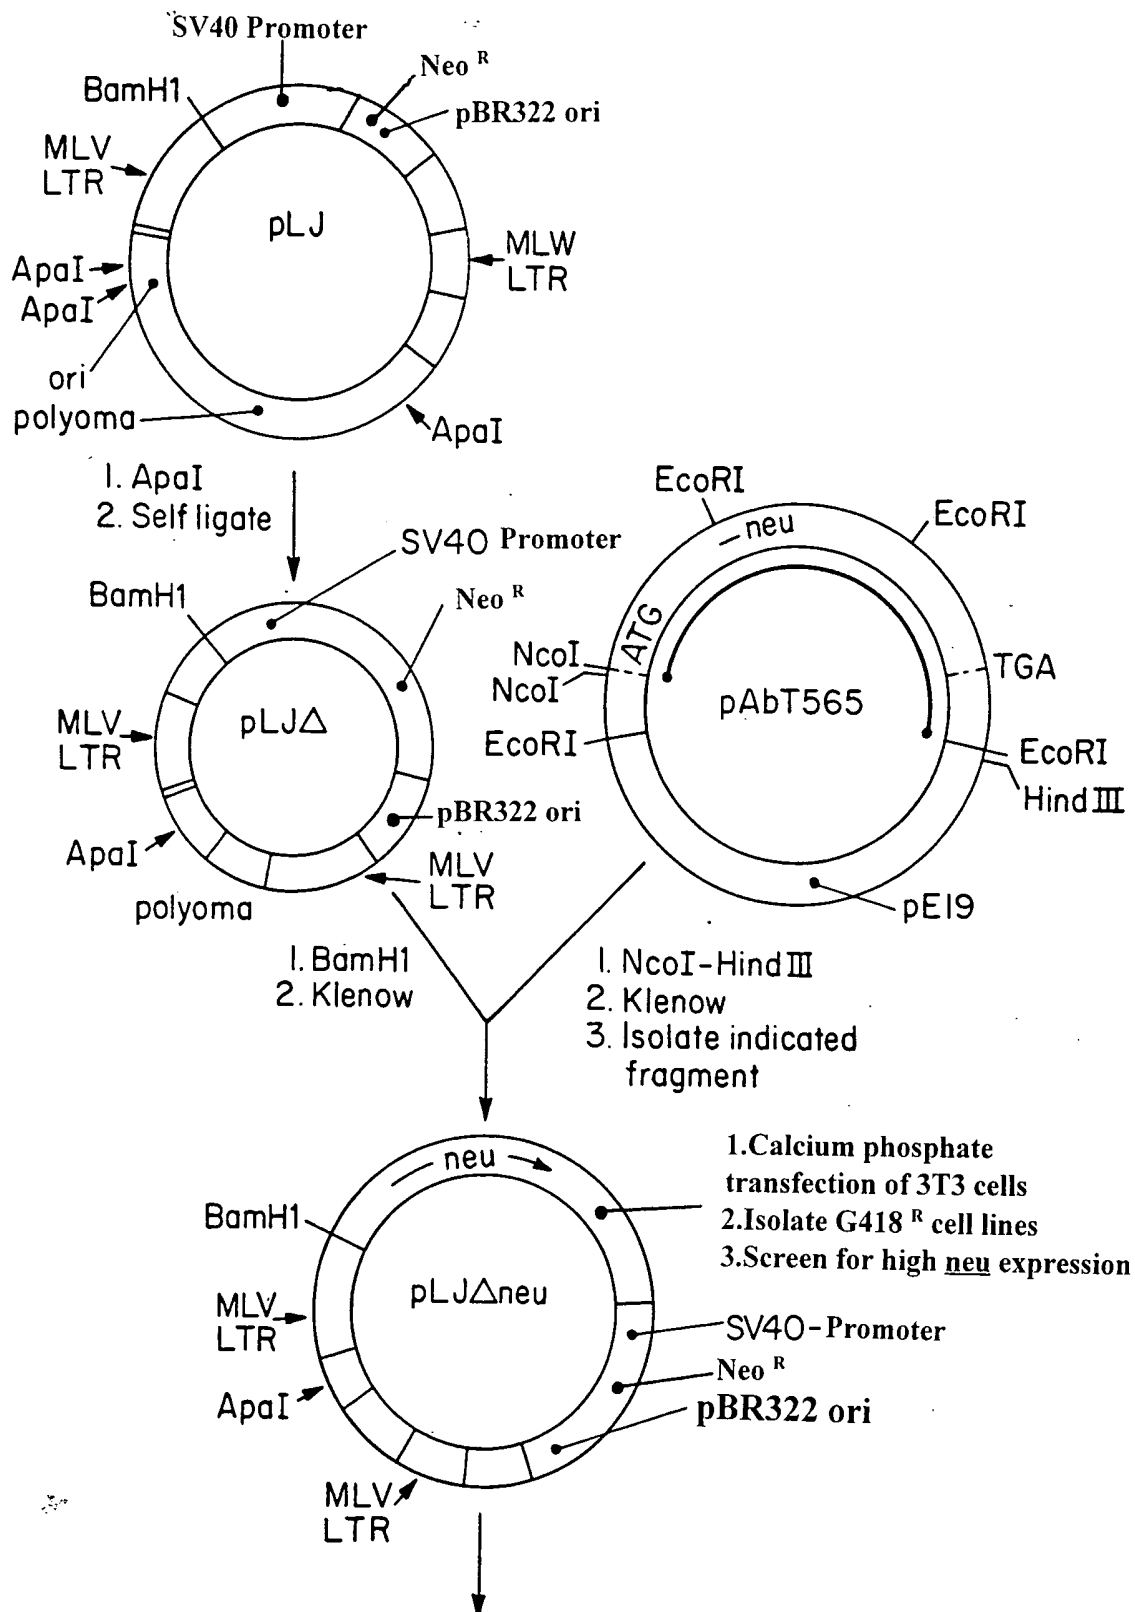 SV40 Promoter
Neo R
BamH1
pBR322 ori
MLV
LTR
pLJ
MLW
LTR
ApaI
ApaI
ori
polyoma
ApaI
1. ApaI
2. Self ligate
EcoRI
EcoRI
neu
SV40 Promoter
BamH1
Neo R
ATG
NcoI
NcoI
TGA
pAbT565
MLV
LTR
pLJΔ
EcoRI
EcoRI
Hind III
pBR322 ori
ApaI
MLV
LTR
polyoma
pE19
1. BamH1
2. Klenow
1. NcoI-Hind III
2. Klenow
3. Isolate indicated
fragment
neu
1.Calcium phosphate
transfection of 3T3 cells
2.Isolate G418 R cell lines
3.Screen for high neu expression
BamH1
pLJΔneu
MLV
LTR
SV40-Promoter
Neo R
ApaI
pBR322 ori
MLV
LTR